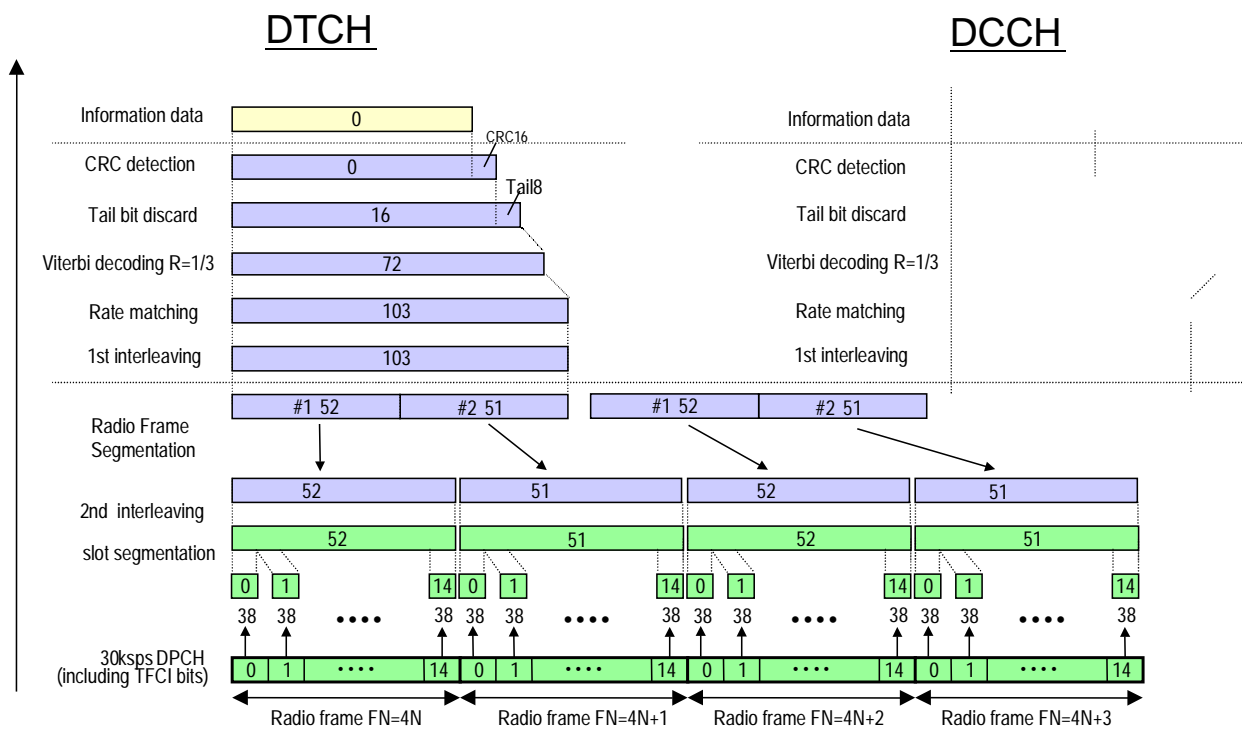 DTCH DCCH
Information data 0 Information data
CRC16
CRC detection 0 CRC detection
Tail8
Tail bit discard 16 Tail bit discard
Viterbi decoding R=1/3 72 Viterbi decoding R=1/3
Rate matching 103 Rate matching
1st interleaving 103 1st interleaving
#1 52 #2 51 #1 52 #2 51
Radio Frame
Segmentation
52 51 52 51
2nd interleaving
52 51 52 51
slot segmentation
0 1 14 0 1 14 0 1 14 0 1 14
38 38 •••• 38 38 38 •••• 38 38 38 •••• 38 38 38 •••• 38
30ksps DPCH
(including TFCI bits)
0 1 •••• 14 0 1 •••• 14 0 1 •••• 14 0 1 •••• 14
Radio frame FN=4N Radio frame FN=4N+1 Radio frame FN=4N+2 Radio frame FN=4N+3